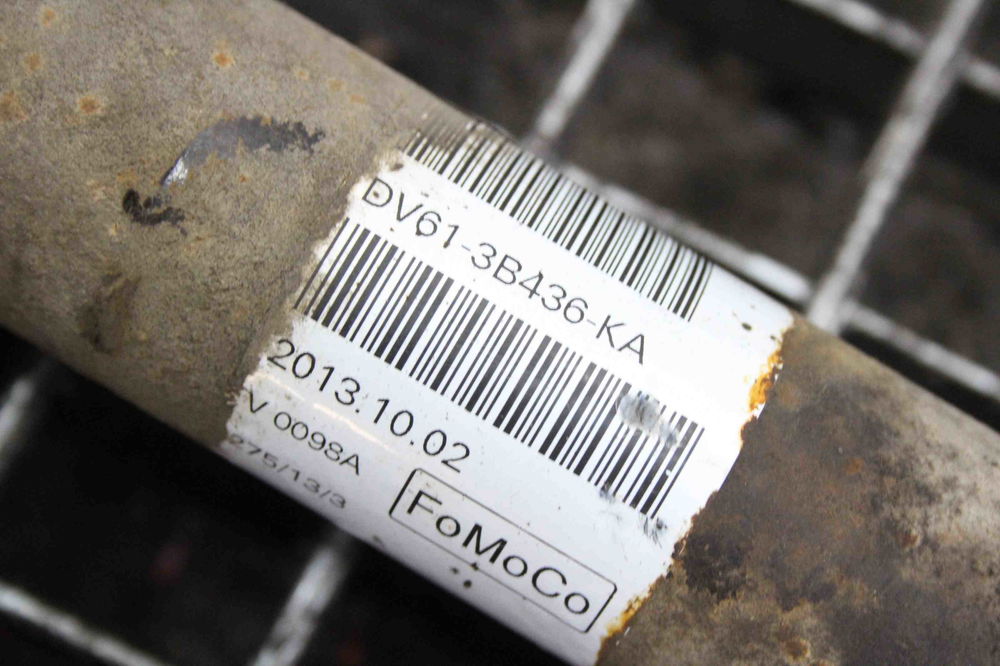 DV61-3B436-KA
2013.10.02
V 0098A
275/13/3
FoMoCo